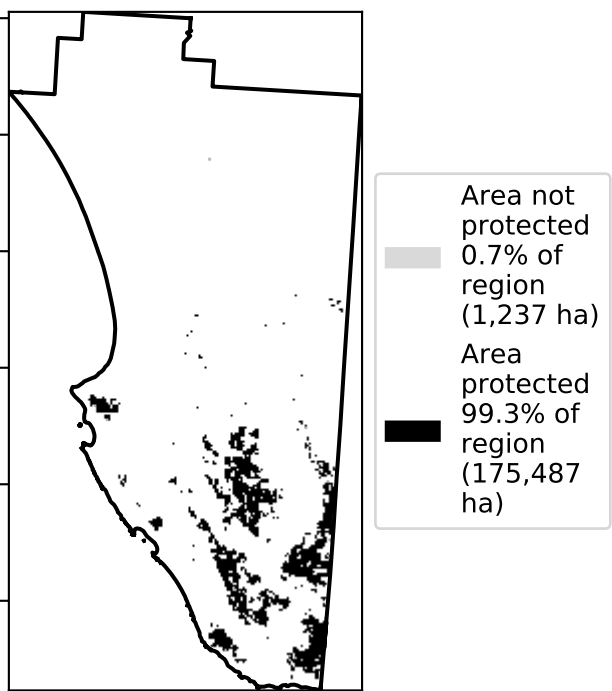 Area not
protected
0.7% of
region
(1,237 ha)
Area
protected
99.3% of
region
(175,487
ha)